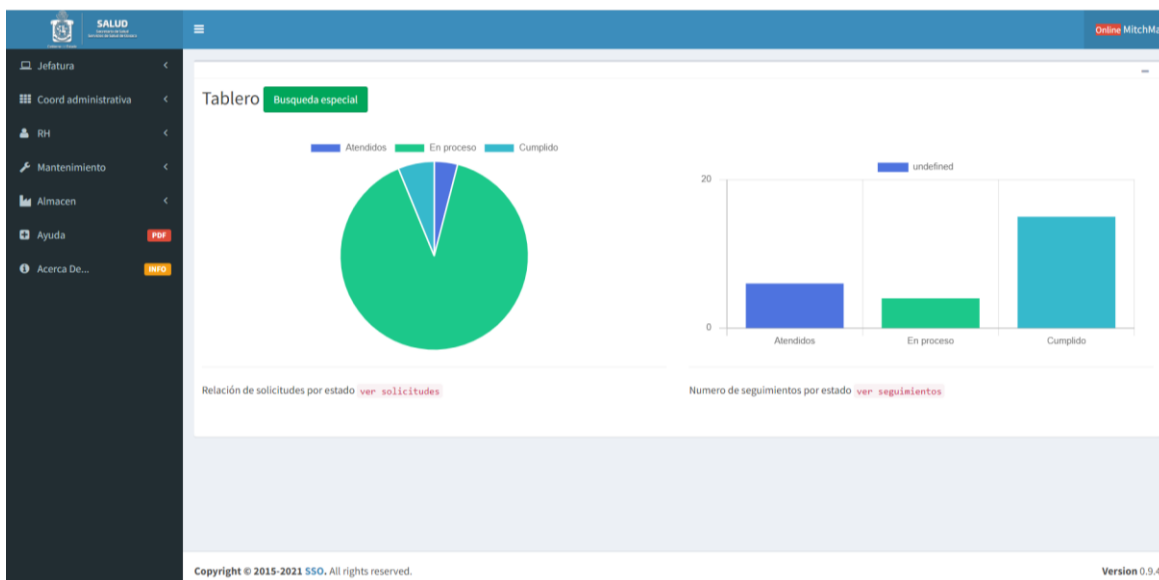 SALUD
Online MitchMa
Jefatura
Coord administrativa
RH
Mantenimiento
Almacen
Ayuda PDF
Acerca De... INFO
Tablero Busqueda especial
Atendidos En proceso Cumplido
undefined
20
0
Atendidos En proceso Cumplido
Relación de solicitudes por estado ver solicitudes
Numero de seguimientos por estado ver seguimientos
Copyright © 2015-2021 SSO. All rights reserved.
Version 0.9.4